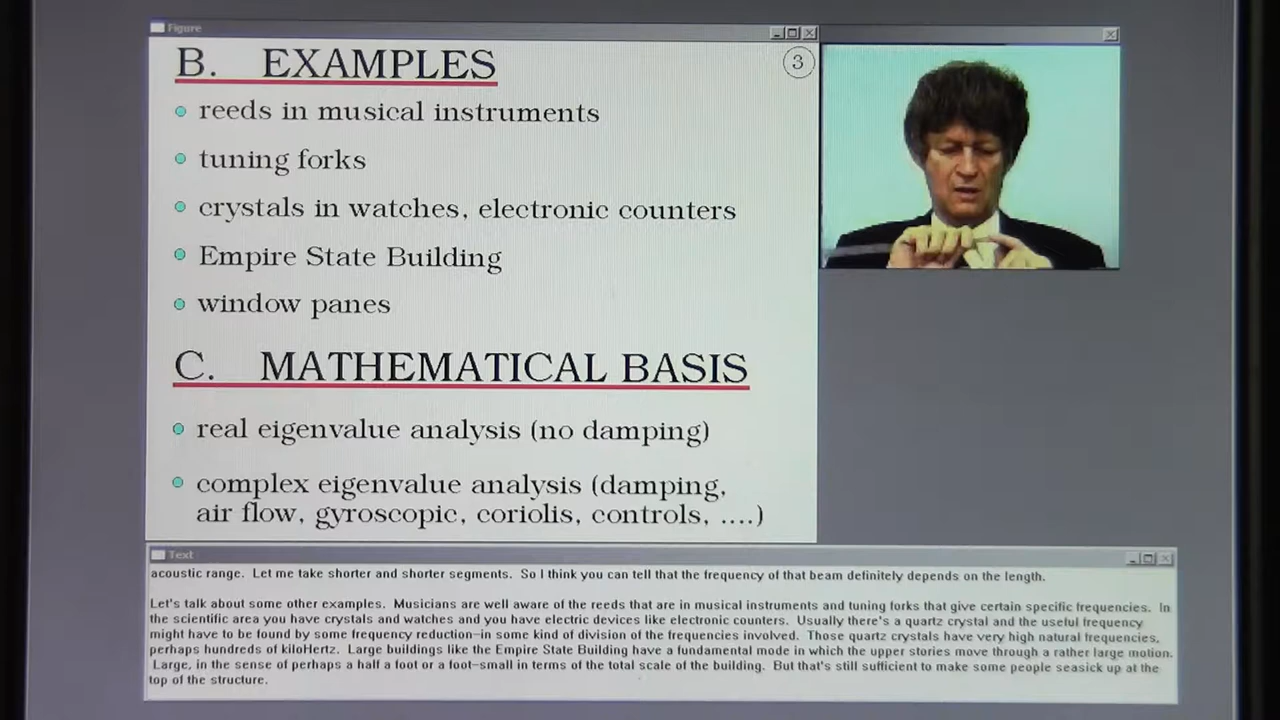 Figure
3
B. EXAMPLES
reeds in musical instruments
tuning forks
crystals in watches, electronic counters
Empire State Building
window panes
C. MATHEMATICAL BASIS
real eigenvalue analysis (no damping)
complex eigenvalue analysis (damping,
air flow, gyroscopic, coriolis, controls, ....)
Text
acoustic range. Let me take shorter and shorter segments. So I think you can tell that the frequency of that beam definitely depends on the length.
Let's talk about some other examples. Musicians are well aware of the reeds that are in musical instruments and tuning forks that give certain specific frequencies. In
the scientific area you have crystals and watches and you have electric devices like electronic counters. Usually there's a quartz crystal and the useful frequency
might have to be found by some frequency reduction--in some kind of division of the frequencies involved. Those quartz crystals have very high natural frequencies,
perhaps hundreds of kiloHertz. Large buildings like the Empire State Building have a fundamental mode in which the upper stories move through a rather large motion.
Large, in the sense of perhaps a half a foot or a foot--small in terms of the total scale of the building. But that's still sufficient to make some people seasick up at the
top of the structure.